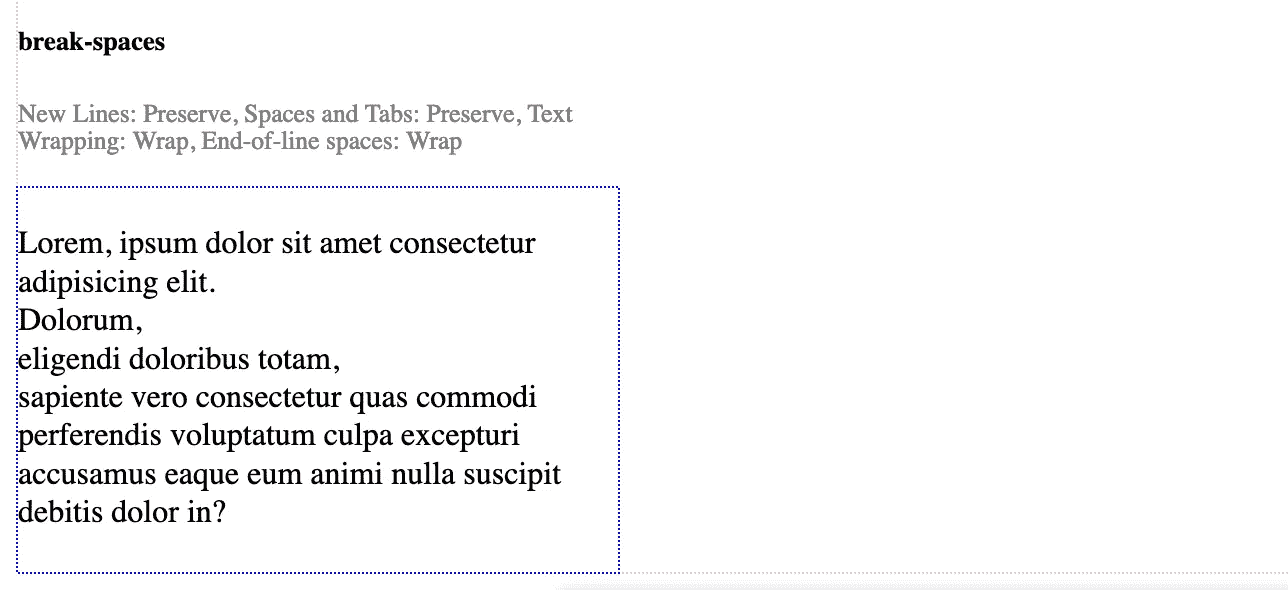 break-spaces
New Lines: Preserve, Spaces and Tabs: Preserve, Text
Wrapping: Wrap, End-of-line spaces: Wrap
Lorem, ipsum dolor sit amet consectetur
adipisicing elit.
Dolorum,
eligendi doloribus totam,
sapiente vero consectetur quas commodi
perferendis voluptatum culpa excepturi
accusamus eaque eum animi nulla suscipit
debitis dolor in?